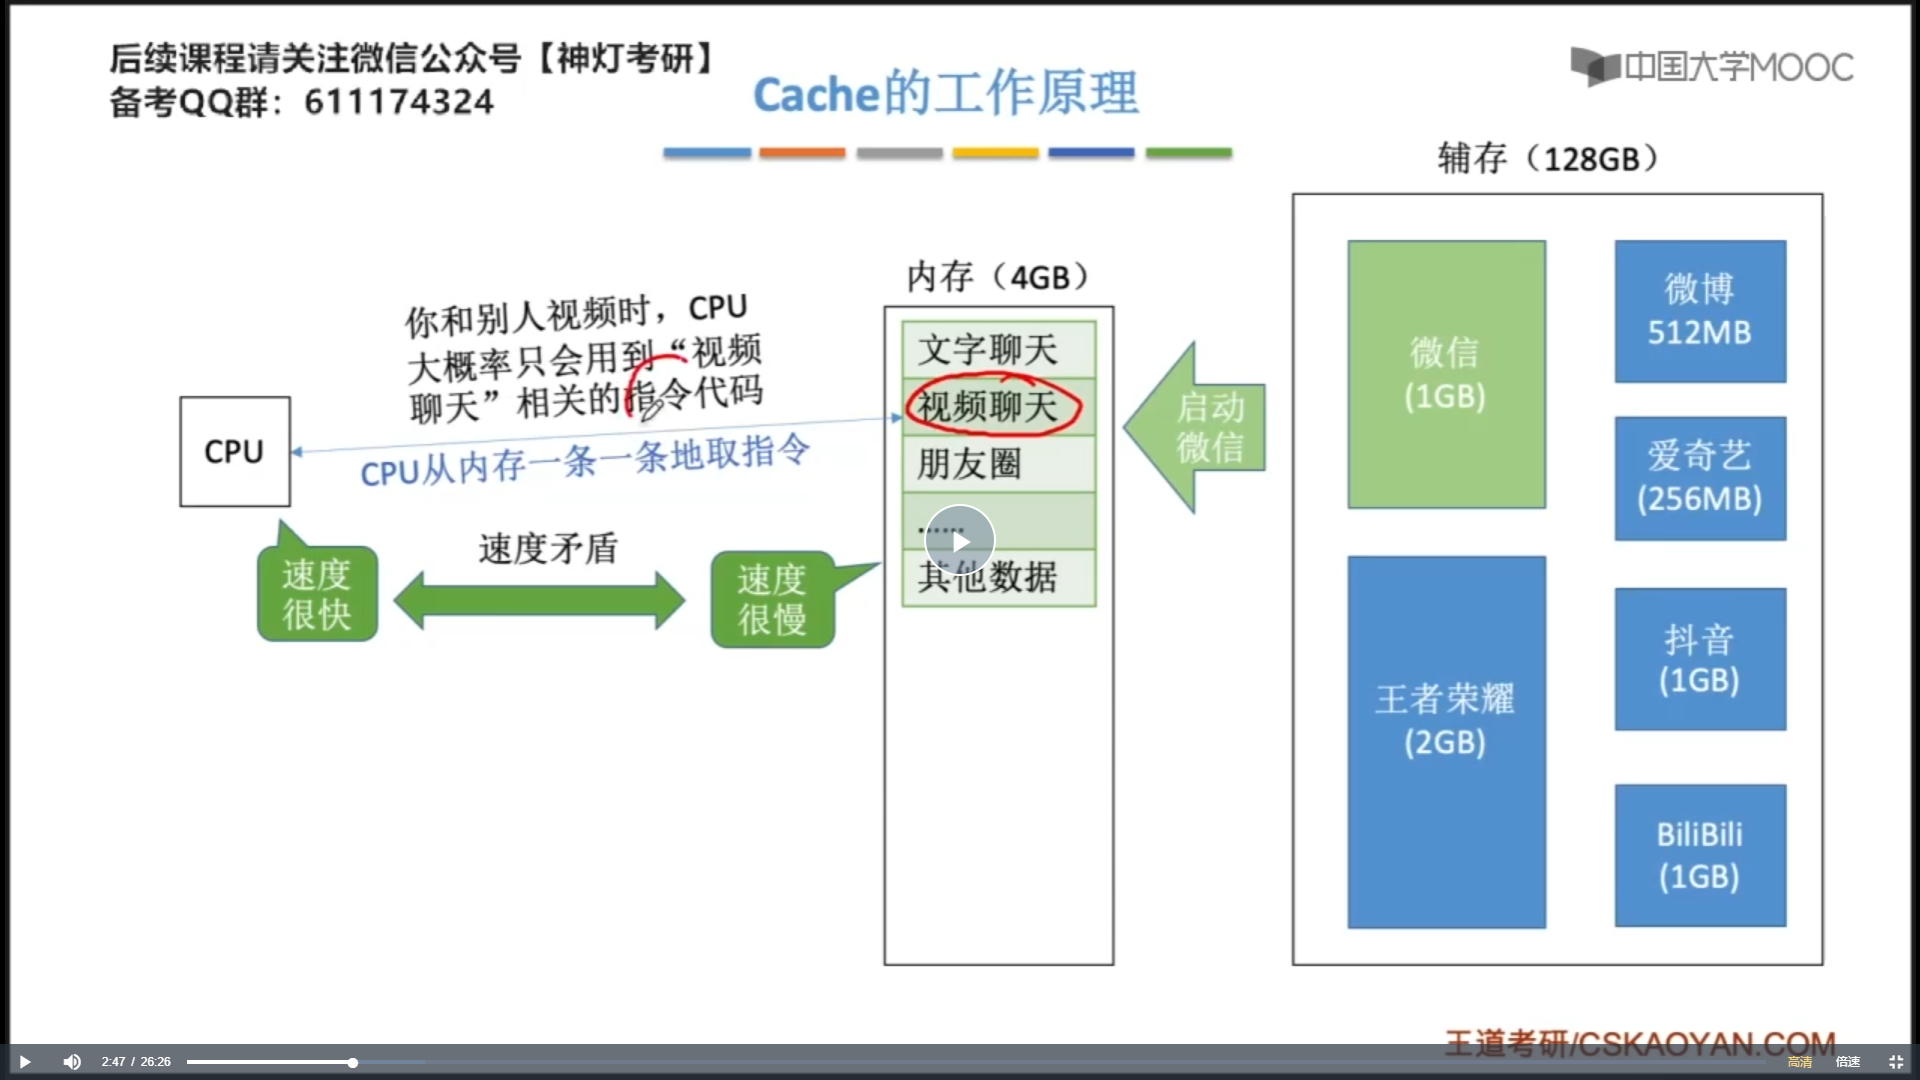 后续课程请关注微信公众号【神灯考研】
备考QQ群：611174324
Cache的工作原理
中国大学MOOC
辅存（128GB）
内存（4GB）
你和别人视频时，CPU
大概率只会用到“视频
聊天”相关的指令代码
CPU
CPU从内存一条一条地取指令
速度
很快
速度矛盾
速度
很慢
文字聊天
视频聊天
朋友圈
……
其他数据
启动
微信
微信
(1GB)
王者荣耀
(2GB)
微博
512MB
爱奇艺
(256MB)
抖音
(1GB)
BiliBili
(1GB)
王道考研/CSKAOYAN.COM
2:47 / 26:26
高清
倍速